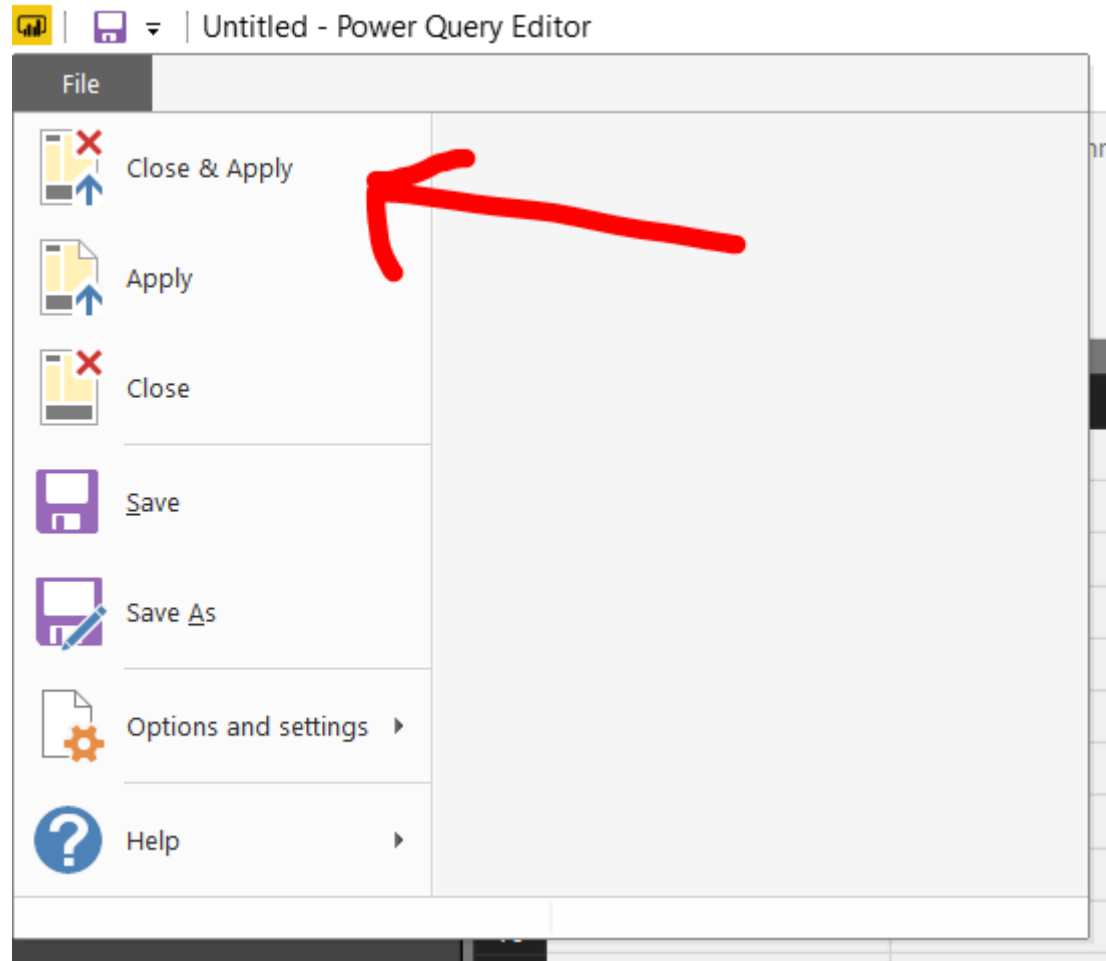 Untitled - Power Query Editor
File
Close & Apply
Apply
Close
Save
Save As
Options and settings
Help